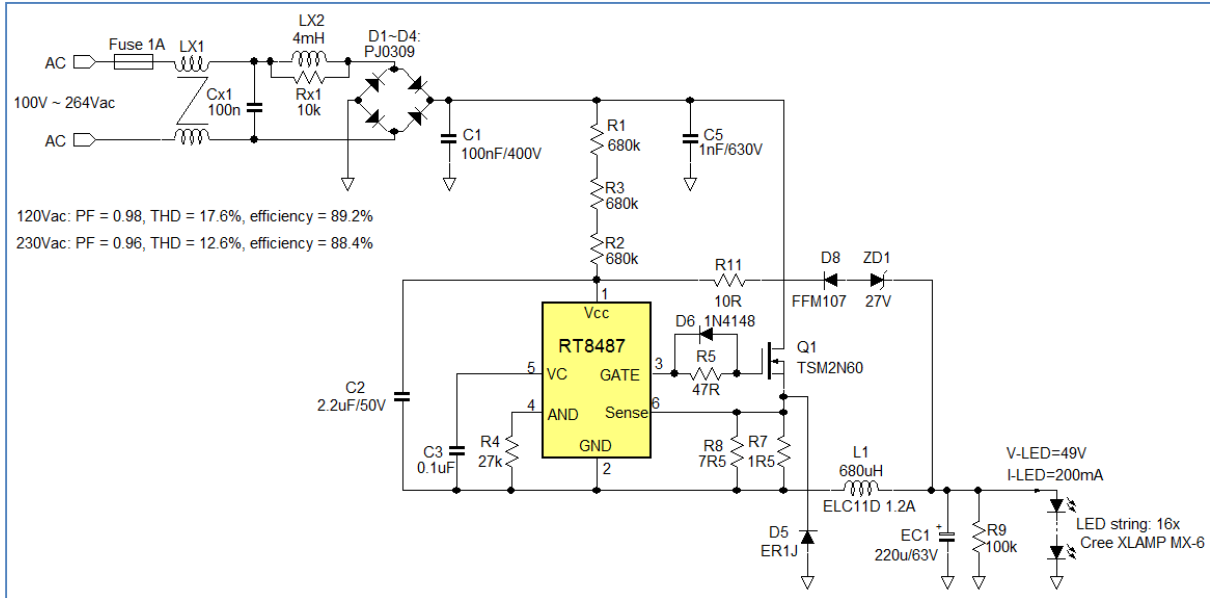 Fuse 1A
LX1
LX2
4mH
D1~D4:
PJ0309
AC
100V ~ 264Vac
Cx1
100n
Rx1
10k
AC
C1
100nF/400V
R1
680k
C5
1nF/630V
R3
680k
120Vac: PF = 0.98, THD = 17.6%, efficiency = 89.2%
230Vac: PF = 0.96, THD = 12.6%, efficiency = 88.4%
R2
680k
R11
10R
D8
FFM107
ZD1
27V
1
Vcc
RT8487
D6
1N4148
Q1
TSM2N60
5
VC
GATE
3
R5
47R
C2
2.2uF/50V
4
AND
Sense
6
GND
2
C3
0.1uF
R4
27k
R8
7R5
R7
1R5
L1
680uH
ELC11D 1.2A
V-LED=49V
I-LED=200mA
D5
ER1J
EC1
+
220u/63V
R9
100k
LED string: 16x
Cree XLAMP MX-6